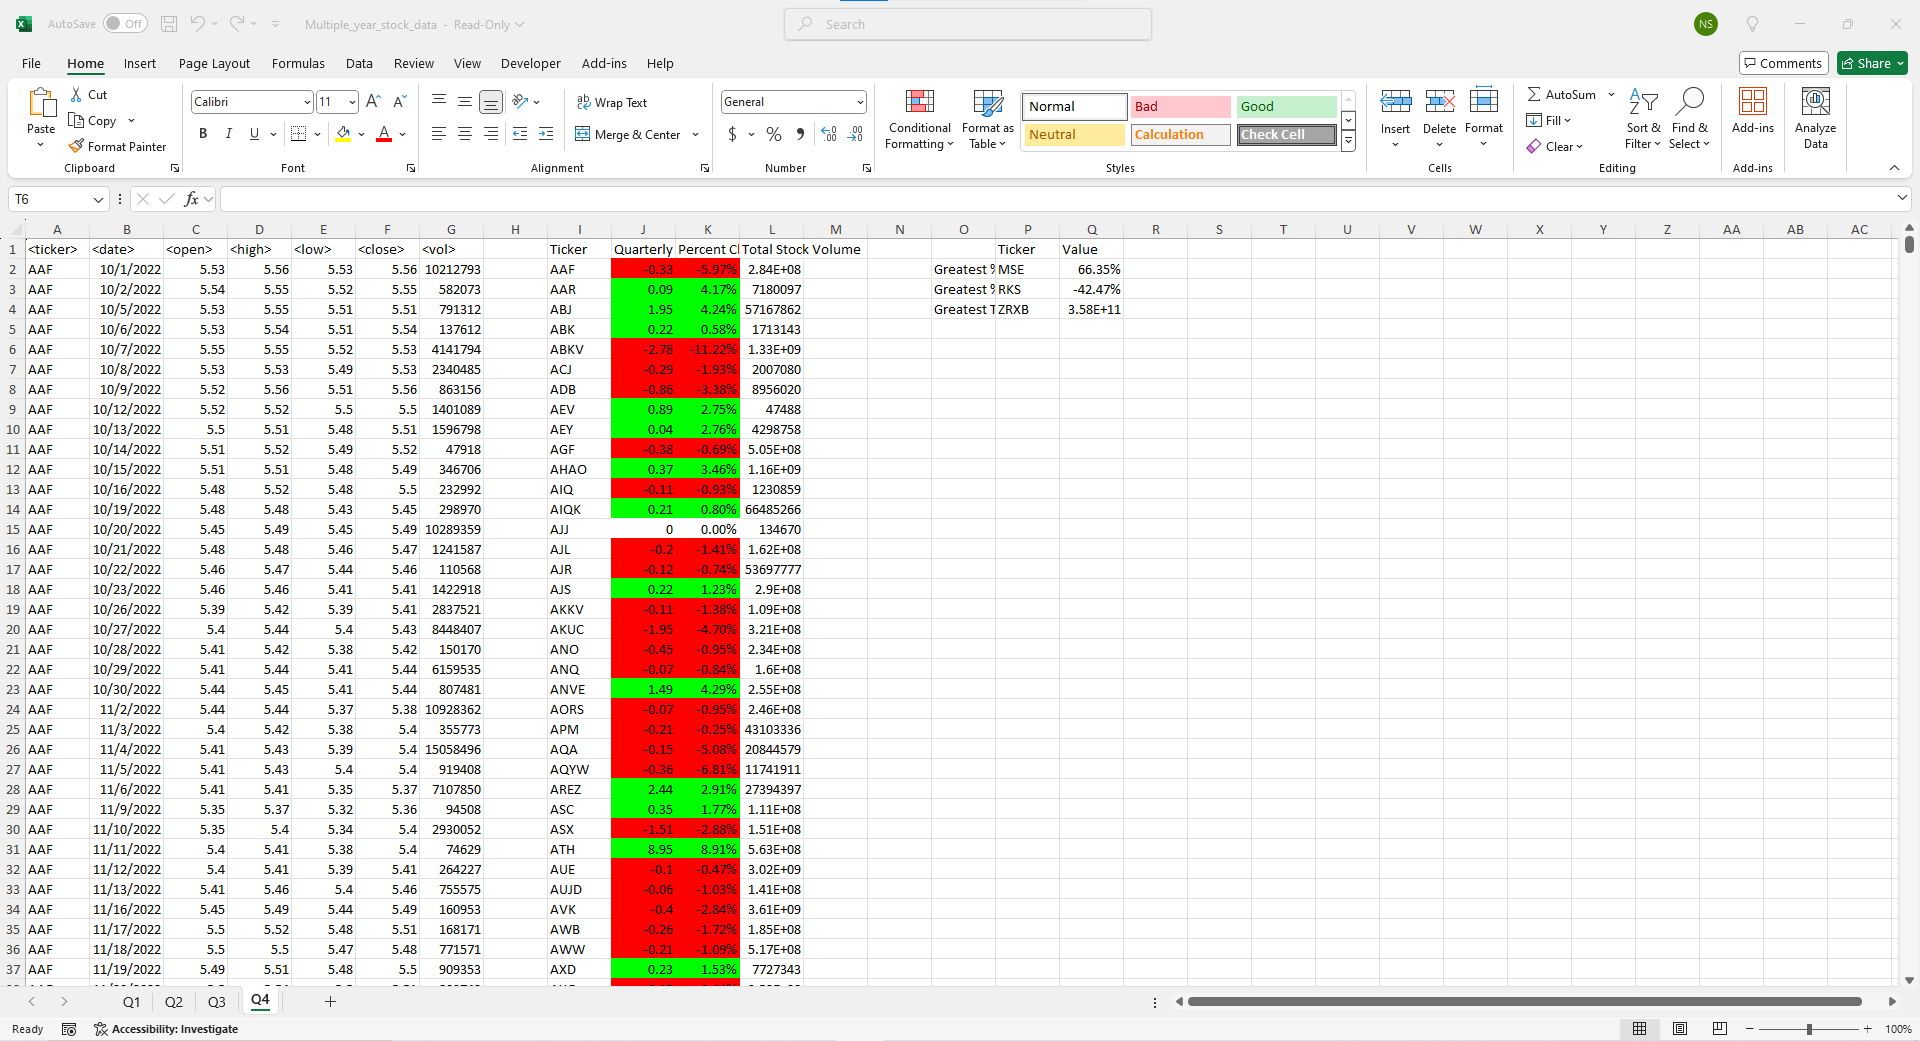 AutoSave Off Multiple_year_stock_data - Read-Only Search NS
File Home Insert Page Layout Formulas Data Review View Developer Add-ins Help Comments Share
Paste Cut Copy Format Painter Clipboard
Calibri 11 B I U A Font
ab Wrap Text Merge & Center Alignment
General $ % Number
Conditional Formatting Format as Table Normal Bad Good Neutral Calculation Check Cell Styles
Insert Delete Format Cells
AutoSum Fill Clear Sort & Filter Find & Select Editing
Add-ins Add-ins Analyze Data
T6 fx
A B C D E F G H I J K L M N O P Q R S T U V W X Y Z AA AB AC
1 <ticker> <date> <open> <high> <low> <close> <vol> Ticker Quarterly Percent Cl Total Stock Volume Ticker Value
2 AAF 10/1/2022 5.53 5.56 5.53 5.56 10212793 AAF -0.33 -5.97% 2.84E+08 Greatest % MSE 66.35%
3 AAF 10/2/2022 5.54 5.55 5.52 5.55 582073 AAR 0.09 4.17% 7180097 Greatest % RKS -42.47%
4 AAF 10/5/2022 5.53 5.55 5.51 5.51 791312 ABJ 1.95 4.24% 57167862 Greatest T ZRXB 3.58E+11
5 AAF 10/6/2022 5.53 5.54 5.51 5.54 137612 ABK 0.22 0.58% 1713143
6 AAF 10/7/2022 5.55 5.55 5.52 5.53 4141794 ABKV -2.78 -11.22% 1.33E+09
7 AAF 10/8/2022 5.53 5.53 5.49 5.53 2340485 ACJ -0.29 -1.93% 2007080
8 AAF 10/9/2022 5.52 5.56 5.51 5.56 863156 ADB -0.86 -3.38% 8956020
9 AAF 10/12/2022 5.52 5.52 5.5 5.5 1401089 AEV 0.89 2.75% 47488
10 AAF 10/13/2022 5.5 5.51 5.48 5.51 1596798 AEY 0.04 2.76% 4298758
11 AAF 10/14/2022 5.51 5.52 5.49 5.52 47918 AGF -0.38 -0.69% 5.05E+08
12 AAF 10/15/2022 5.51 5.51 5.48 5.49 346706 AHAO 0.37 3.46% 1.16E+09
13 AAF 10/16/2022 5.48 5.52 5.48 5.5 232992 AIQ -0.11 -0.93% 1230859
14 AAF 10/19/2022 5.48 5.48 5.43 5.45 298970 AIQK 0.21 0.80% 66485266
15 AAF 10/20/2022 5.45 5.49 5.45 5.49 10289359 AJJ 0 0.00% 134670
16 AAF 10/21/2022 5.48 5.48 5.46 5.47 1241587 AJL -0.2 -1.41% 1.62E+08
17 AAF 10/22/2022 5.46 5.47 5.44 5.46 110568 AJR -0.12 -0.74% 53697777
18 AAF 10/23/2022 5.46 5.46 5.41 5.41 1422918 AJS 0.22 1.23% 2.9E+08
19 AAF 10/26/2022 5.39 5.42 5.39 5.41 2837521 AKKV -0.11 -1.38% 1.09E+08
20 AAF 10/27/2022 5.4 5.44 5.4 5.43 8448407 AKUC -1.95 -4.70% 3.21E+08
21 AAF 10/28/2022 5.41 5.42 5.38 5.42 150170 ANO -0.45 -0.95% 2.34E+08
22 AAF 10/29/2022 5.41 5.44 5.41 5.44 6159535 ANQ -0.07 -0.84% 1.6E+08
23 AAF 10/30/2022 5.44 5.45 5.41 5.44 807481 ANVE 1.49 4.29% 2.55E+08
24 AAF 11/2/2022 5.44 5.44 5.37 5.38 10928362 AORS -0.07 -0.95% 2.46E+08
25 AAF 11/3/2022 5.4 5.42 5.38 5.4 355773 APM -0.21 -0.25% 43103336
26 AAF 11/4/2022 5.41 5.43 5.39 5.4 15058496 AQA -0.15 -5.08% 20844579
27 AAF 11/5/2022 5.41 5.43 5.4 5.4 919408 AQYW -0.36 -6.81% 11741911
28 AAF 11/6/2022 5.41 5.41 5.35 5.37 7107850 AREZ 2.44 2.91% 27394397
29 AAF 11/9/2022 5.35 5.37 5.32 5.36 94508 ASC 0.35 1.77% 1.11E+08
30 AAF 11/10/2022 5.35 5.4 5.34 5.4 2930052 ASX -1.51 -2.88% 1.51E+08
31 AAF 11/11/2022 5.4 5.41 5.38 5.4 74629 ATH 8.95 8.91% 5.63E+08
32 AAF 11/12/2022 5.4 5.41 5.39 5.41 264227 AUE -0.1 -0.47% 3.02E+09
33 AAF 11/13/2022 5.41 5.46 5.4 5.46 755575 AUJD -0.06 -1.03% 1.41E+08
34 AAF 11/16/2022 5.45 5.49 5.44 5.49 160953 AVK -0.4 -2.84% 3.61E+09
35 AAF 11/17/2022 5.5 5.52 5.48 5.51 168171 AWB -0.26 -1.72% 1.85E+08
36 AAF 11/18/2022 5.5 5.5 5.47 5.48 771571 AWW -0.21 -1.09% 5.17E+08
37 AAF 11/19/2022 5.49 5.51 5.48 5.5 909353 AXD 0.23 1.53% 7727343
Q1 Q2 Q3 Q4
Ready Accessibility: Investigate 100%